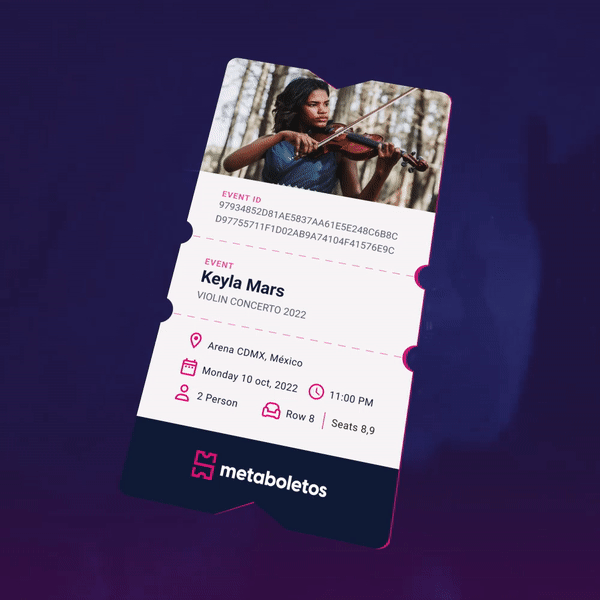 EVENT ID
97934852D81AE5837AA61E5E248C6B8C
D97755711F1D02AB9A74104F41576E9C
EVENT
Keyla Mars
VIOLIN CONCERTO 2022
Arena CDMX, México
Monday 10 oct, 2022
11:00 PM
2 Person
Row 8
Seats 8,9
metaboletos